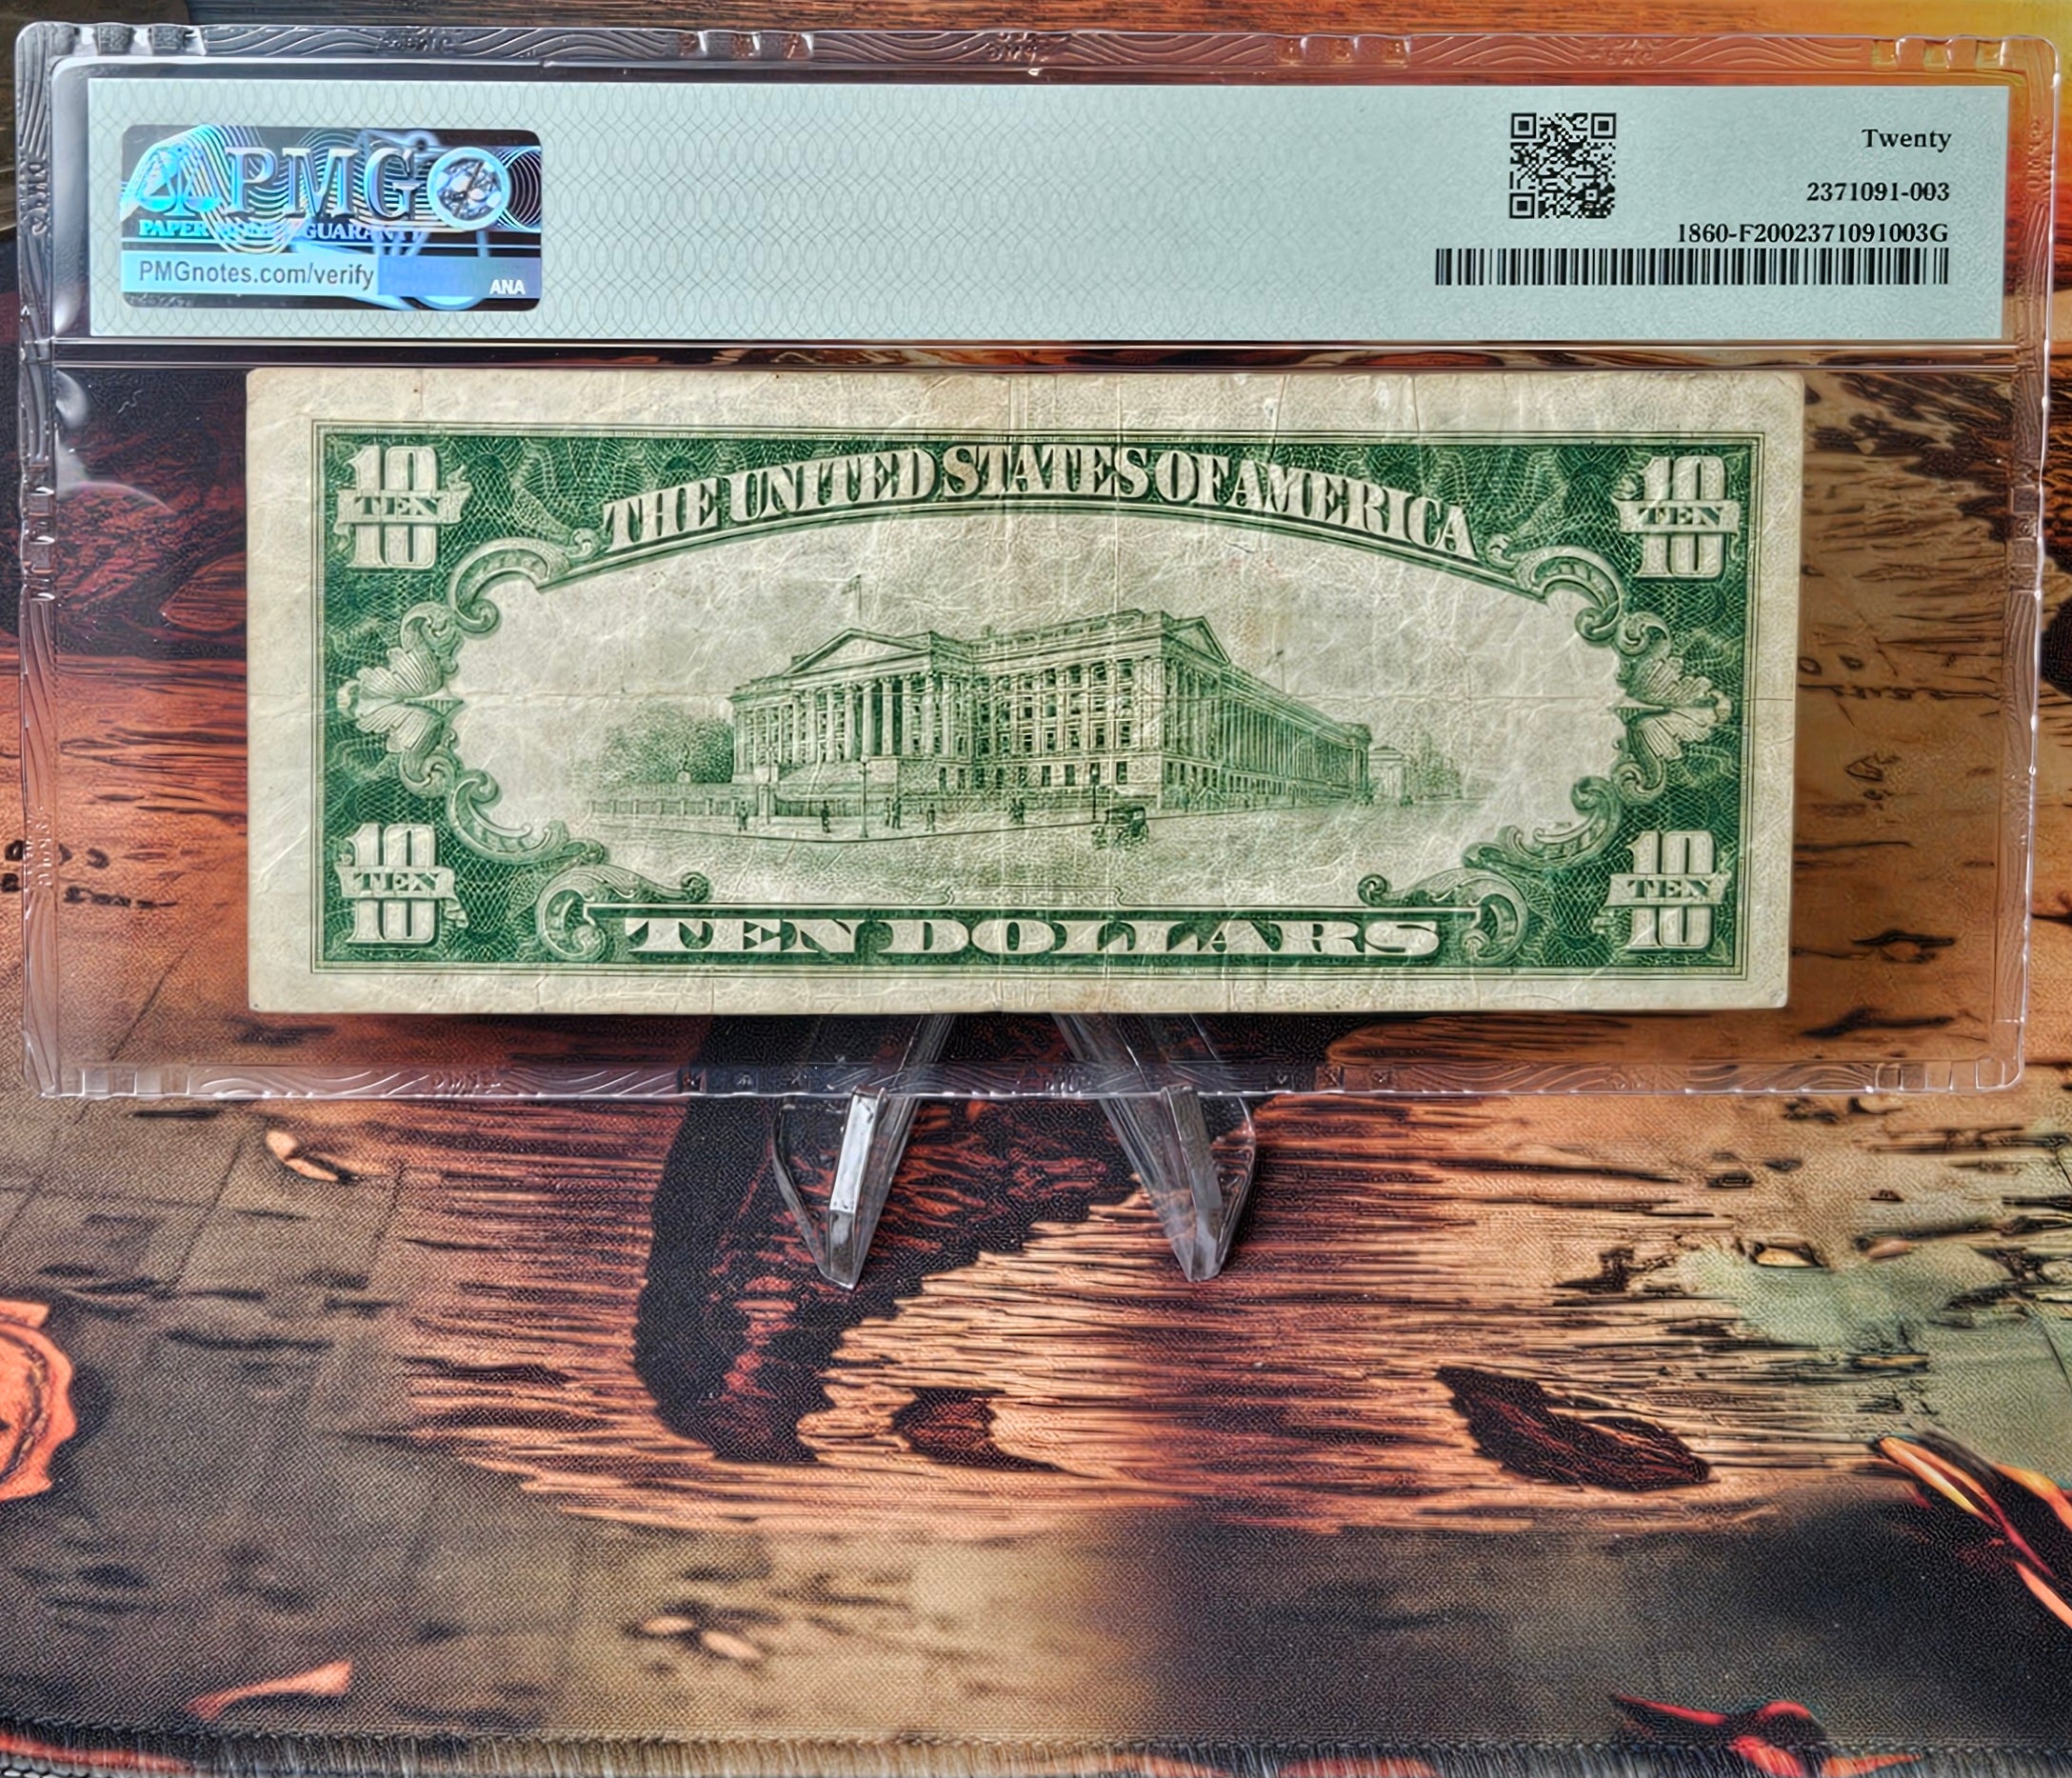 PMG
PAPER MONEY GUARANTY
PMGnotes.com/verify
ANA
Twenty
2371091-003
1860-F2002371091003G
10
TEN
10
THE UNITED STATES OF AMERICA
10
TEN
10
10
TEN
10
TEN DOLLARS
10
TEN
10